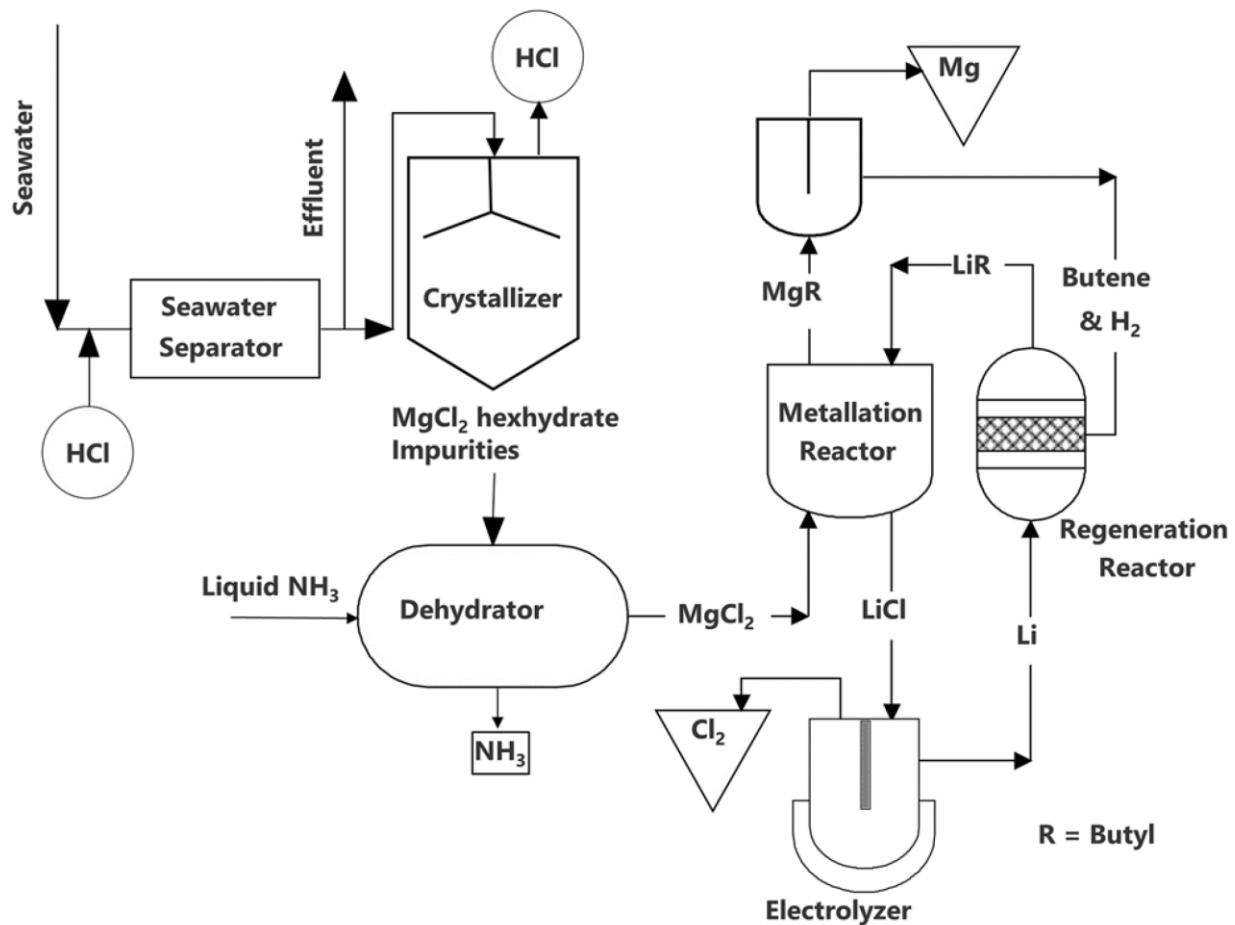 HCl
Mg
Seawater
Effluent
Crystallizer
LiR
Butene
& H₂
MgR
Seawater
Separator
HCl
MgCl₂ hexhydrate
Impurities
Metallation
Reactor
Regeneration
Reactor
Liquid NH₃
Dehydrator
MgCl₂
LiCl
Li
NH₃
Cl₂
R = Butyl
Electrolyzer